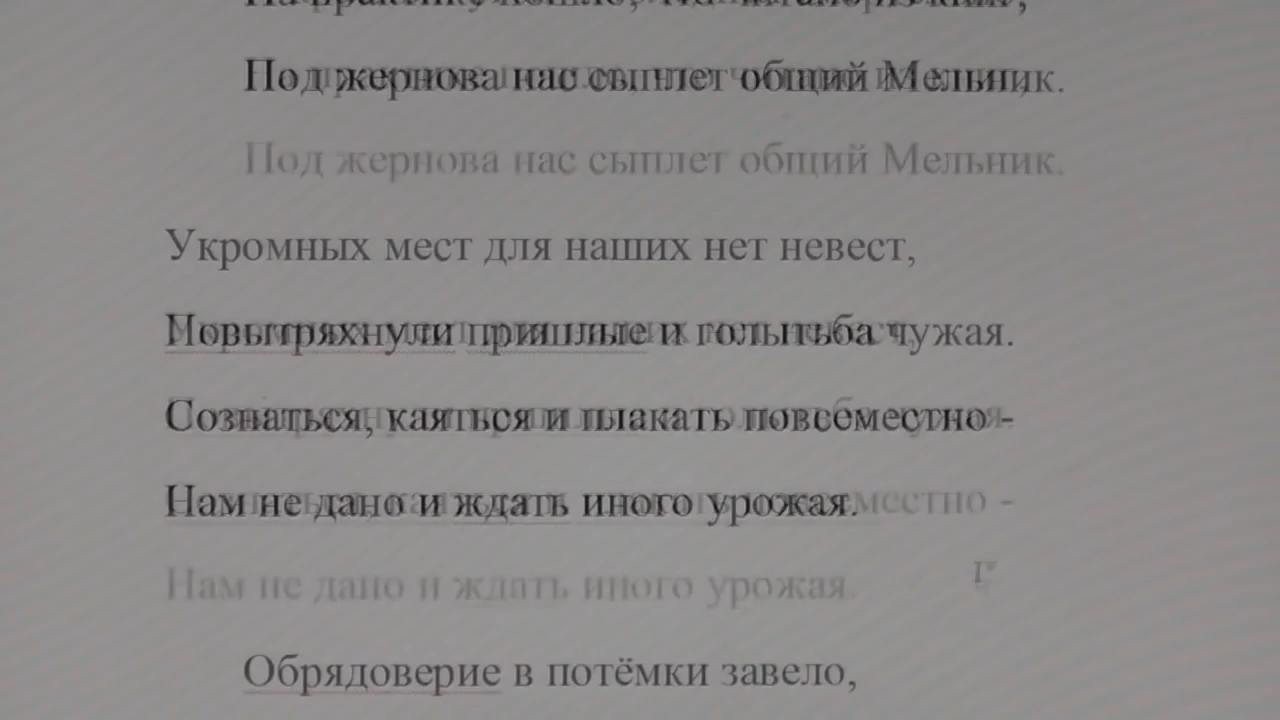 Под жернова нас сыплет общий Мельник.
Под жернова нас сыплет общий Мельник.
Укромных мест для наших нет невест,
Повытряхнули пришлые и голытьба чужая.
Сознаться, каяться и плакать повсеместно -
Нам не дано и ждать иного урожая.
Нам не дано и ждать иного урожая.
Обрядоверие в потёмки завело,